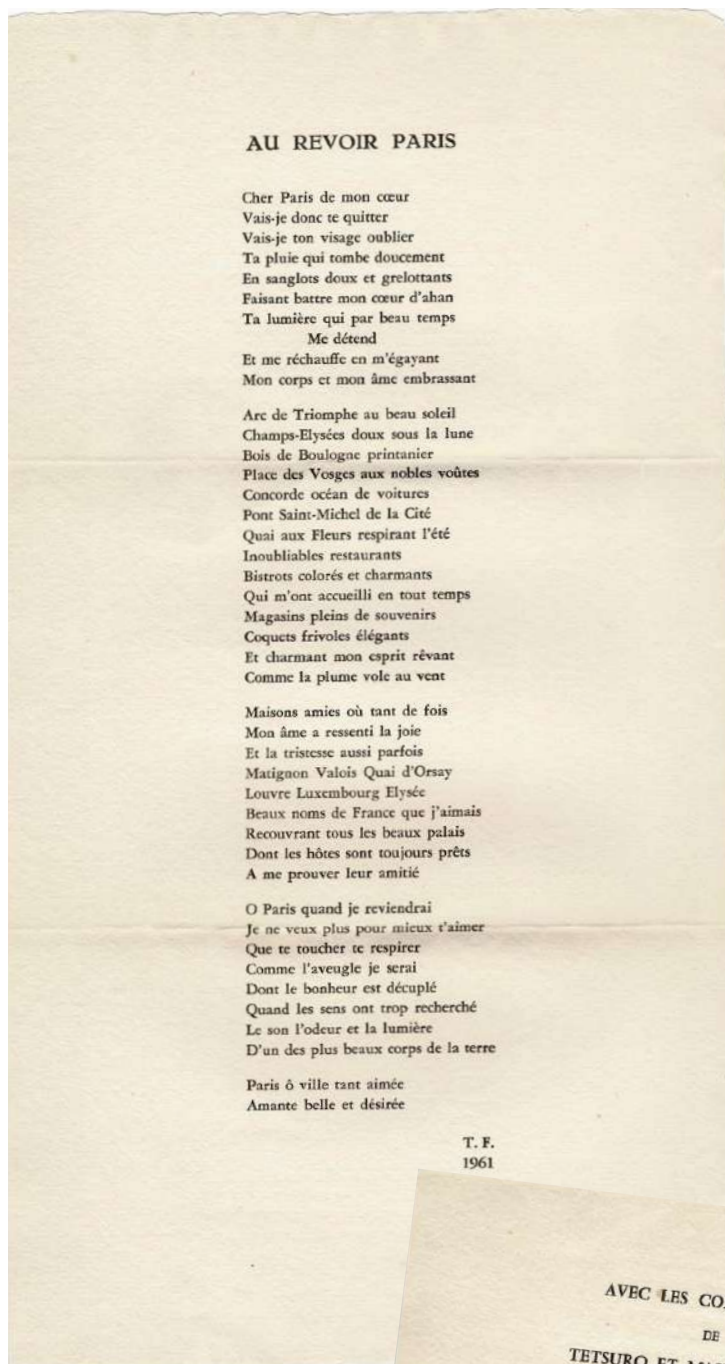 AU REVOIR PARIS
Cher Paris de mon cœur
Vais-je donc te quitter
Vais-je ton visage oublier
Ta pluie qui tombe doucement
En sanglots doux et grelottants
Faisant battre mon cœur d'ahan
Ta lumière qui par beau temps
Me détend
Et me réchauffe en m'égayant
Mon corps et mon âme embrassant
Arc de Triomphe au beau soleil
Champs-Elysées doux sous la lune
Bois de Boulogne printanier
Place des Vosges aux nobles voûtes
Concorde océan de voitures
Pont Saint-Michel de la Cité
Quai aux Fleurs respirant l'été
Inoubliables restaurants
Bistrots colorés et charmants
Qui m'ont accueilli en tout temps
Magasins pleins de souvenirs
Coquets frivoles élégants
Et charmant mon esprit rêvant
Comme la plume vole au vent
Maisons amies où tant de fois
Mon âme a ressenti la joie
Et la tristesse aussi parfois
Matignon Valois Quai d'Orsay
Louvre Luxembourg Elysée
Beaux noms de France que j'aimais
Recouvrant tous les beaux palais
Dont les hôtes sont toujours prêts
A me prouver leur amitié
O Paris quand je reviendrai
Je ne veux plus pour mieux t'aimer
Que te toucher te respirer
Comme l'aveugle je serai
Dont le bonheur est décuplé
Quand les sens ont trop recherché
Le son l'odeur et la lumière
D'un des plus beaux corps de la terre
Paris ô ville tant aimée
Amante belle et désirée
T. F.
1961
AVEC LES
DE
TETSURO ET